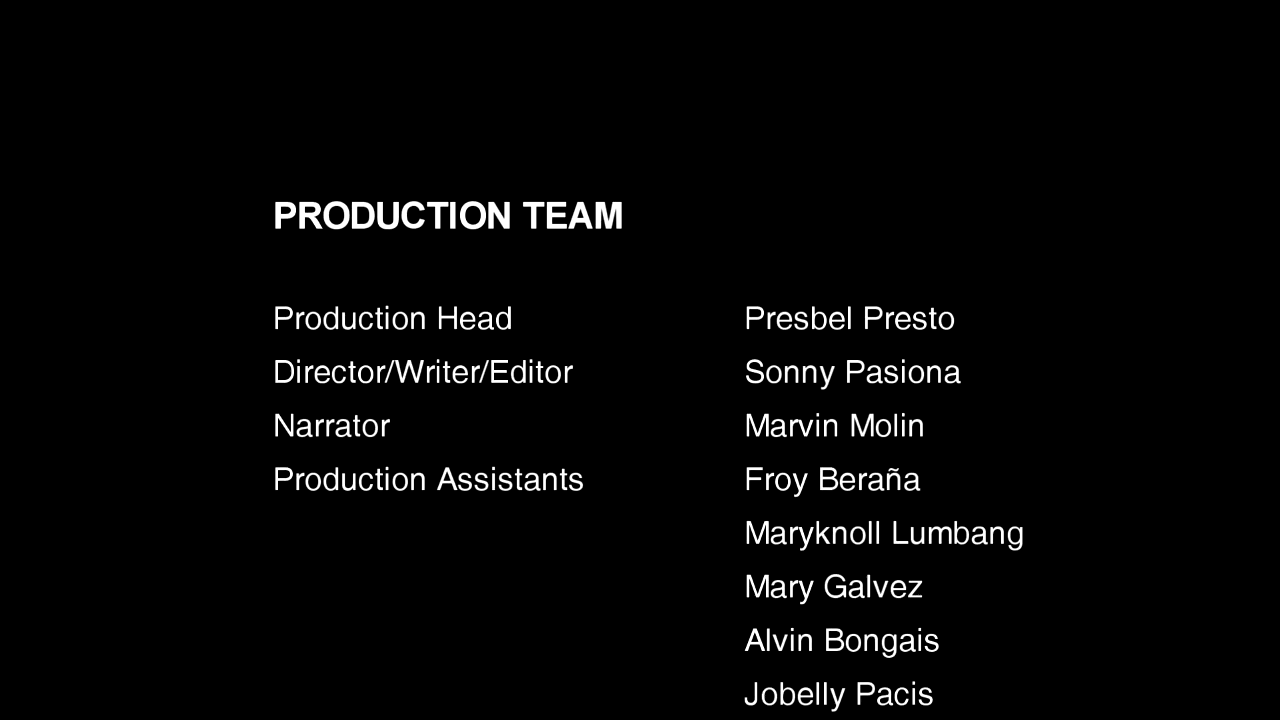 PRODUCTION TEAM
Production Head Presbel Presto
Director/Writer/Editor Sonny Pasiona
Narrator Marvin Molin
Production Assistants Froy Beraña
Maryknoll Lumbang
Mary Galvez
Alvin Bongais
Jobelly Pacis